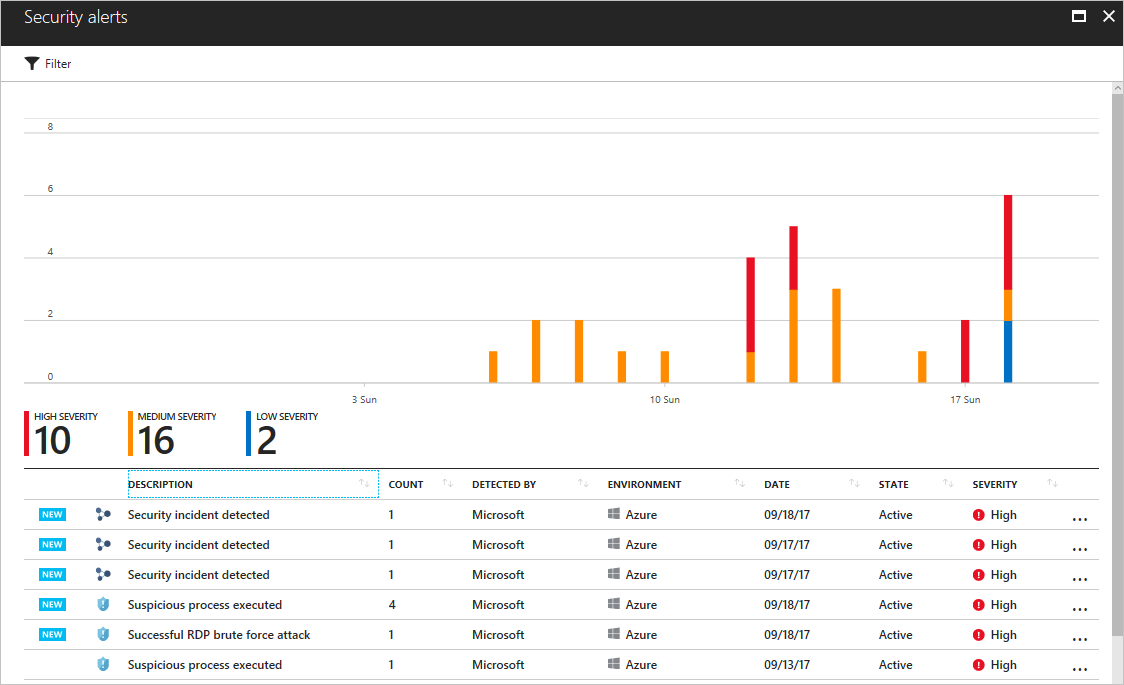 Security alerts
Filter
8
6
4
2
0
3 Sun 10 Sun 17 Sun
HIGH SEVERITY MEDIUM SEVERITY LOW SEVERITY
10 16 2
DESCRIPTION COUNT DETECTED BY ENVIRONMENT DATE STATE SEVERITY
NEW Security incident detected 1 Microsoft Azure 09/18/17 Active High ...
NEW Security incident detected 1 Microsoft Azure 09/17/17 Active High ...
NEW Security incident detected 1 Microsoft Azure 09/17/17 Active High ...
NEW Suspicious process executed 4 Microsoft Azure 09/18/17 Active High ...
NEW Successful RDP brute force attack 1 Microsoft Azure 09/18/17 Active High ...
Suspicious process executed 1 Microsoft Azure 09/13/17 Active High ...